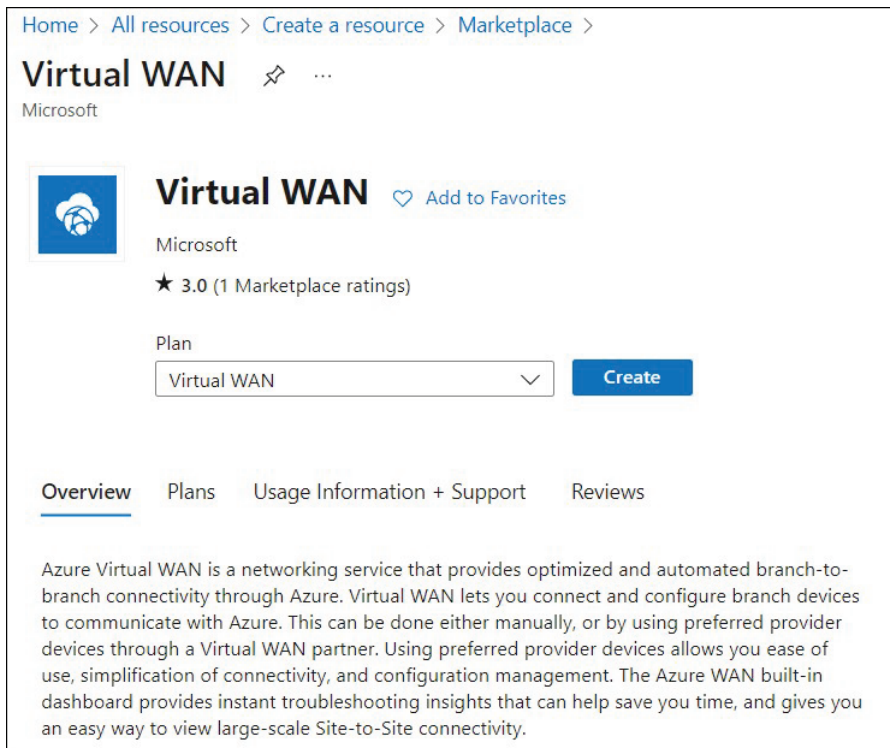 Home > All resources > Create a resource > Marketplace >
Virtual WAN ...
Microsoft
Virtual WAN Add to Favorites
Microsoft
★ 3.0 (1 Marketplace ratings)
Plan
Virtual WAN Create
Overview Plans Usage Information + Support Reviews
Azure Virtual WAN is a networking service that provides optimized and automated branch-to-
branch connectivity through Azure. Virtual WAN lets you connect and configure branch devices
to communicate with Azure. This can be done either manually, or by using preferred provider
devices through a Virtual WAN partner. Using preferred provider devices allows you ease of
use, simplification of connectivity, and configuration management. The Azure WAN built-in
dashboard provides instant troubleshooting insights that can help save you time, and gives you
an easy way to view large-scale Site-to-Site connectivity.